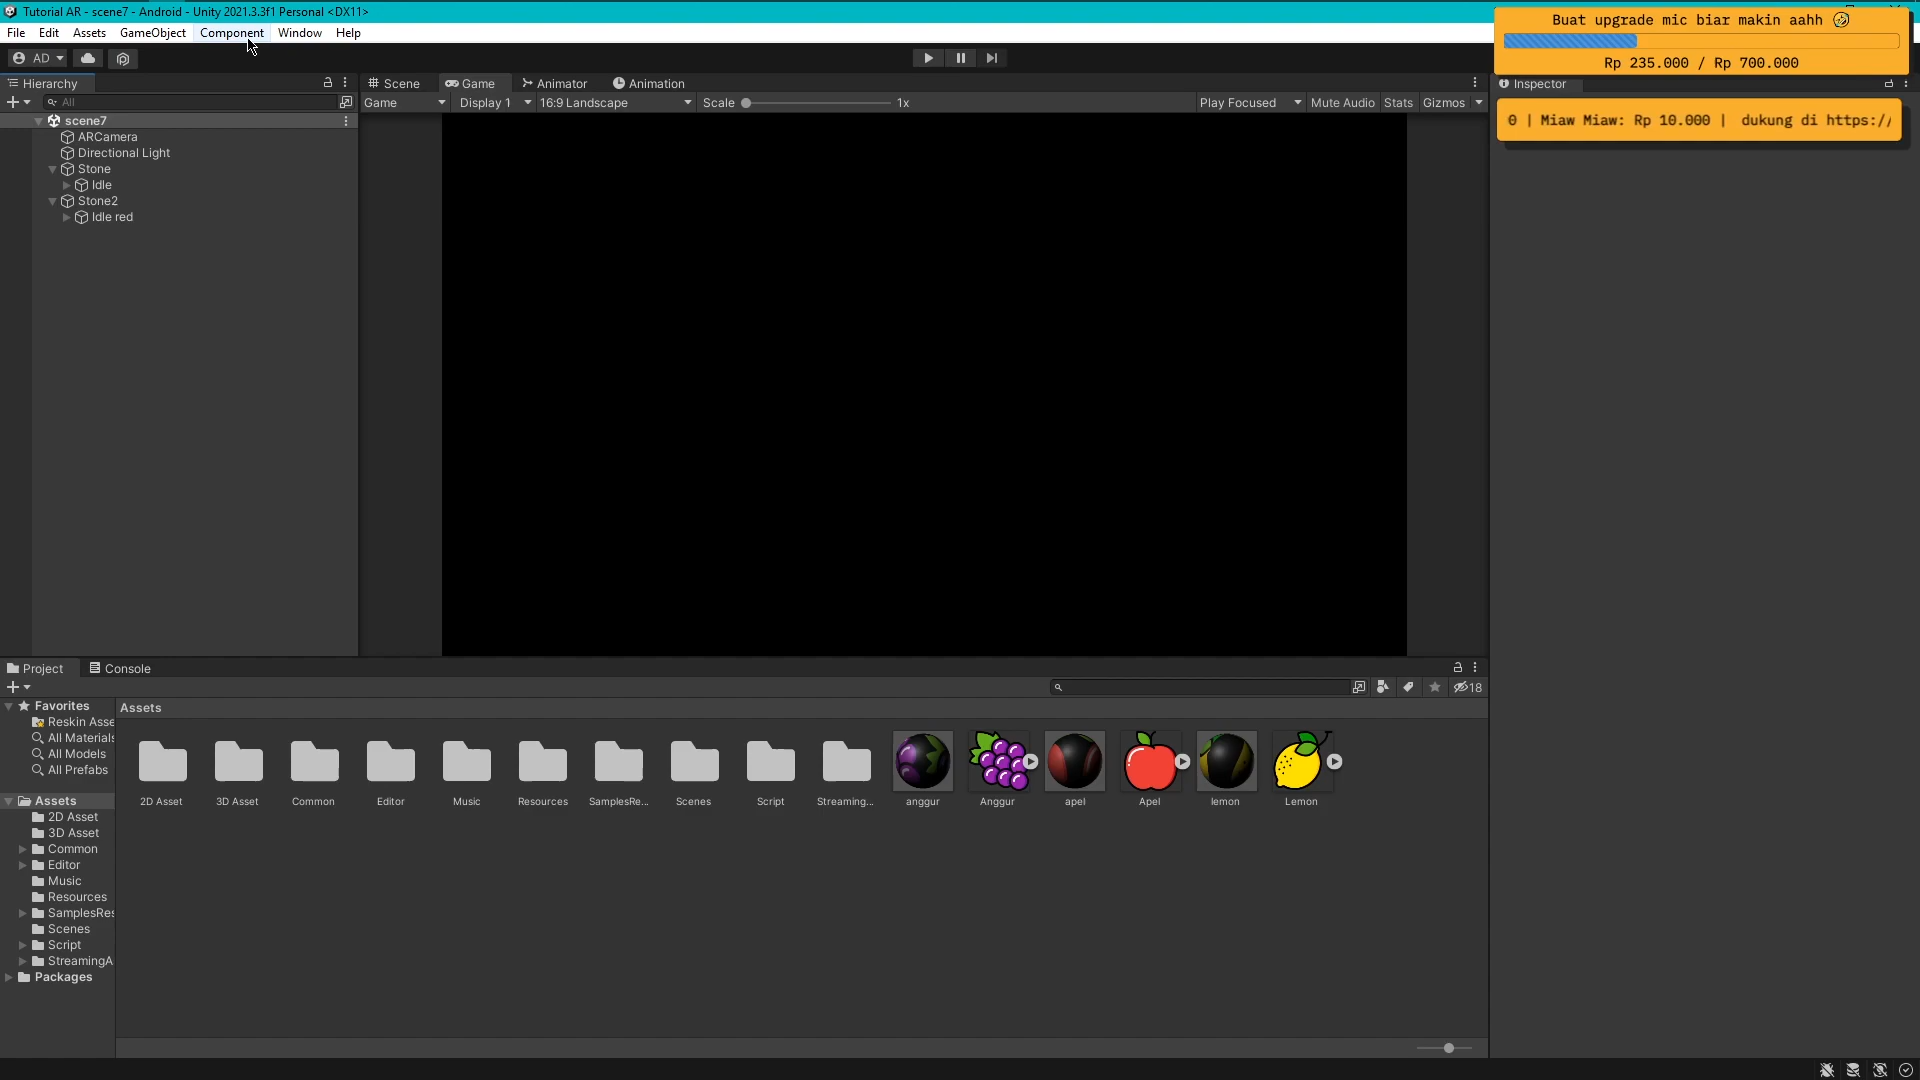 Tutorial AR - scene7 - Android - Unity 2021.3.3f1 Personal <DX11>
File Edit Assets GameObject Component Window Help
Buat upgrade mic biar makin aahh
Rp 235.000 / Rp 700.000
AD
Hierarchy
Scene Game Animator Animation
Inspector
All
Game Display 1 16:9 Landscape Scale 1x Play Focused Mute Audio Stats Gizmos
0 | Miaw Miaw: Rp 10.000 | dukung di https:/
scene7
ARCamera
Directional Light
Stone
Idle
Stone2
Idle red
Project Console
18
Favorites
Reskin Asse
All Materials
All Models
All Prefabs
Assets
2D Asset
3D Asset
Common
Editor
Music
Resources
SamplesRes
Scenes
Script
StreamingA
Packages
Assets
2D Asset 3D Asset Common Editor Music Resources SamplesRe... Scenes Script Streaming... anggur Anggur apel Apel lemon Lemon